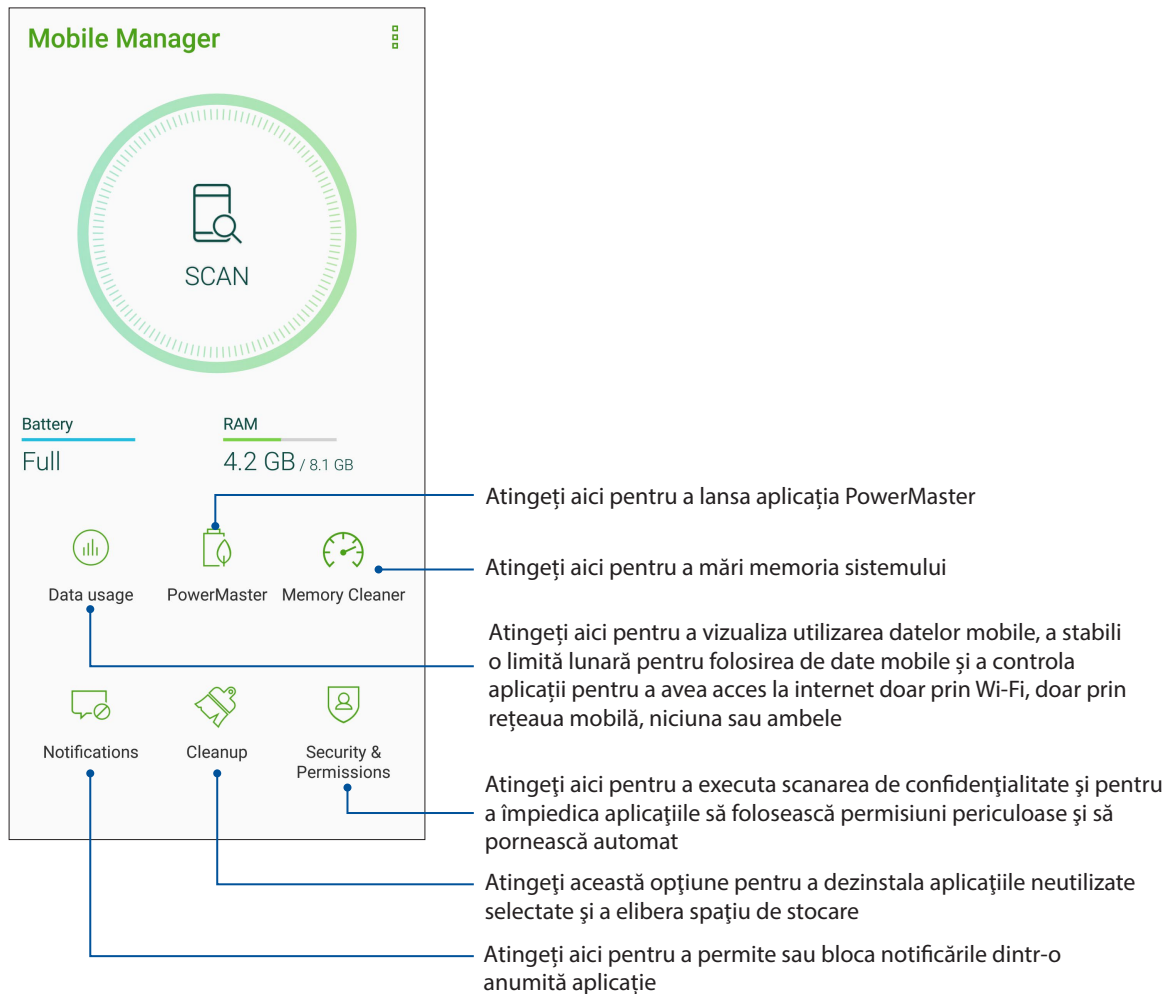 Mobile Manager
SCAN
Battery
Full
RAM
4.2 GB / 8.1 GB
Data usage
PowerMaster
Memory Cleaner
Notifications
Cleanup
Security &
Permissions
Atingeți aici pentru a lansa aplicația PowerMaster
Atingeți aici pentru a mări memoria sistemului
Atingeți aici pentru a vizualiza utilizarea datelor mobile, a stabili
o limită lunară pentru folosirea de date mobile și a controla
aplicații pentru a avea acces la internet doar prin Wi-Fi, doar prin
rețeaua mobilă, niciuna sau ambele
Atingeţi aici pentru a executa scanarea de confidenţialitate şi pentru
a împiedica aplicaţiile să folosească permisiuni periculoase şi să
pornească automat
Atingeţi această opţiune pentru a dezinstala aplicaţiile neutilizate
selectate şi a elibera spaţiu de stocare
Atingeți aici pentru a permite sau bloca notificările dintr-o
anumită aplicație